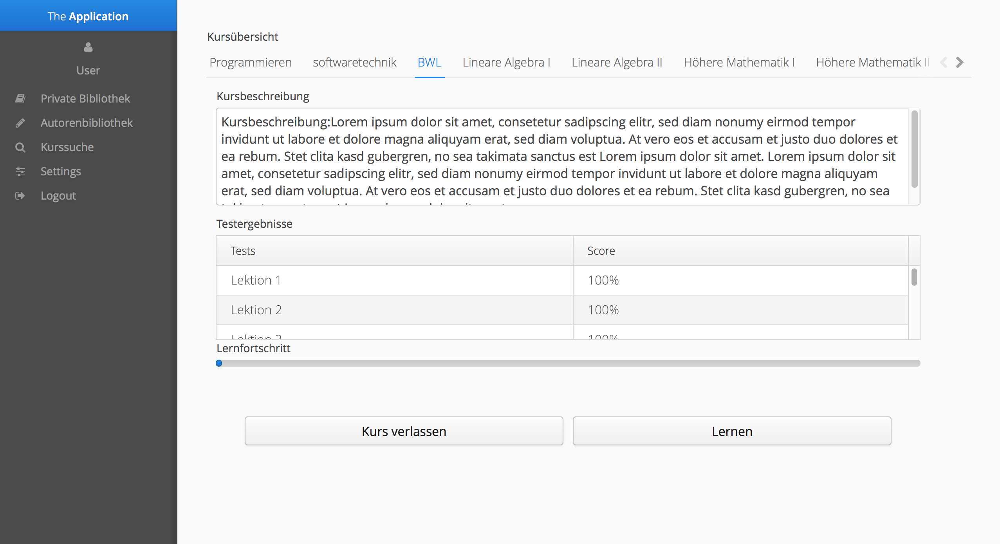 The Application
User
Private Bibliothek
Autorenbibliothek
Kurssuche
Settings
Logout
Kursübersicht
Programmieren softwaretechnik BWL Lineare Algebra I Lineare Algebra II Höhere Mathematik I Höhere Mathematik II
Kursbeschreibung
Kursbeschreibung:Lorem ipsum dolor sit amet, consetetur sadipscing elitr, sed diam nonumy eirmod tempor
invidunt ut labore et dolore magna aliquyam erat, sed diam voluptua. At vero eos et accusam et justo duo dolores et
ea rebum. Stet clita kasd gubergren, no sea takimata sanctus est Lorem ipsum dolor sit amet. Lorem ipsum dolor sit
amet, consetetur sadipscing elitr, sed diam nonumy eirmod tempor invidunt ut labore et dolore magna aliquyam
erat, sed diam voluptua. At vero eos et accusam et justo duo dolores et ea rebum. Stet clita kasd gubergren, no sea
Testergebnisse
Tests Score
Lektion 1 100%
Lektion 2 100%
Lektion 3 100%
Lernfortschritt
Kurs verlassen Lernen